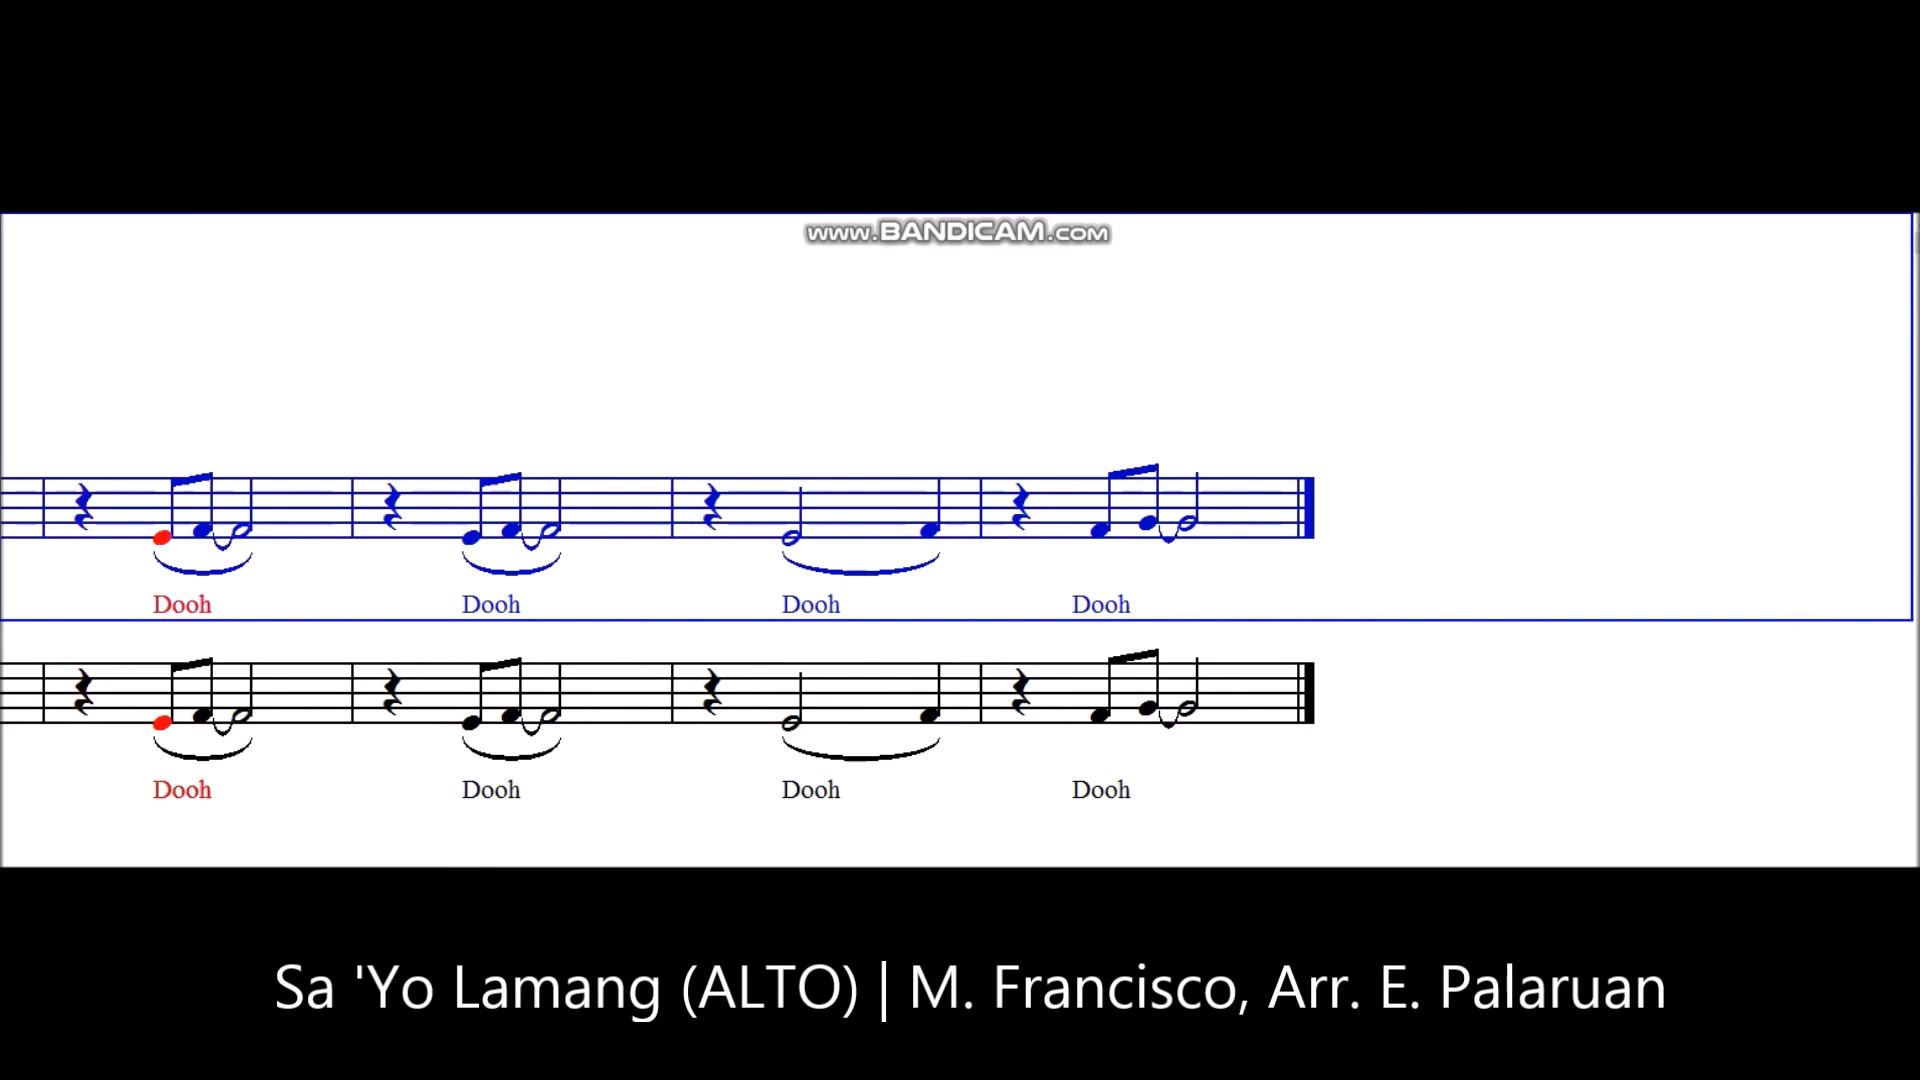 www.BANDICAM.com
Dooh Dooh Dooh Dooh
Dooh Dooh Dooh Dooh
Sa 'Yo Lamang (ALTO) | M. Francisco, Arr. E. Palaruan